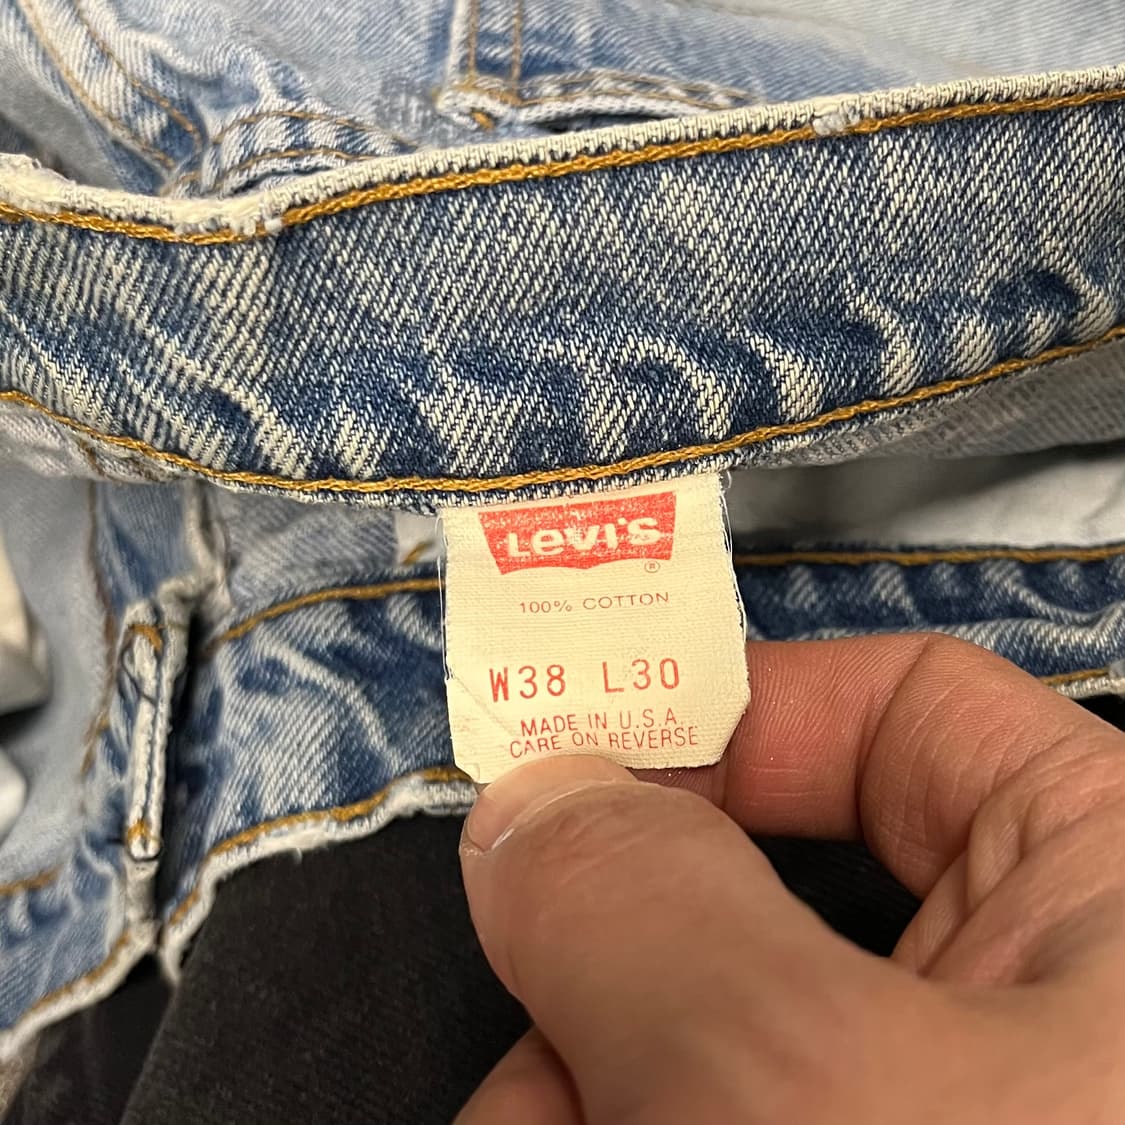 Levi's
®
100% COTTON
W38 L30
MADE IN U.S.A.
CARE ON REVERSE